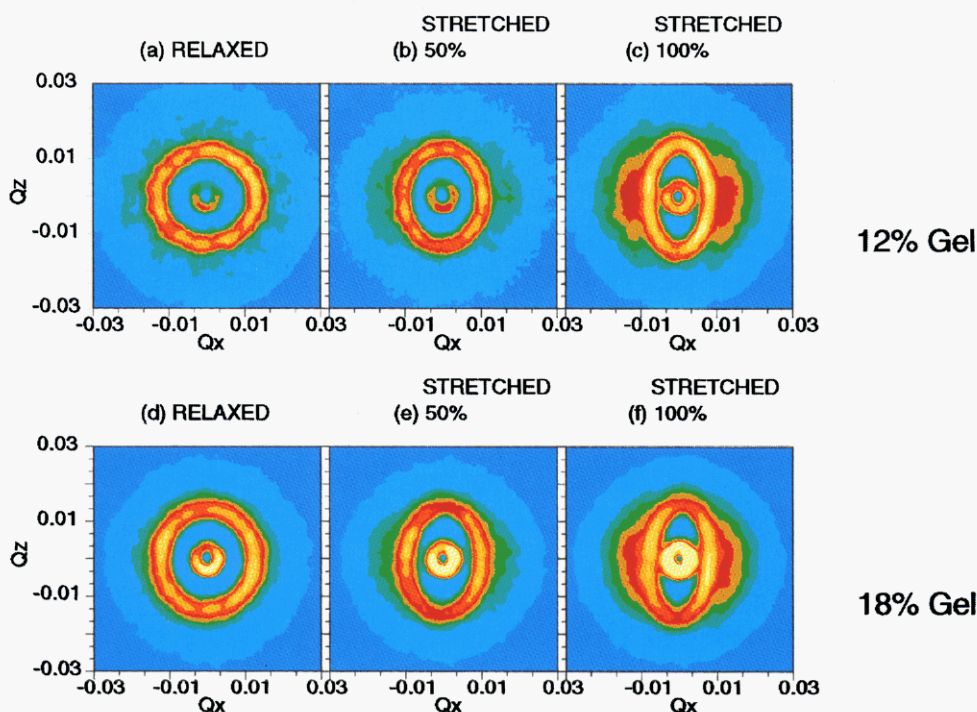 STRETCHED STRETCHED
(a) RELAXED (b) 50% (c) 100%
0.03
0.01
Qz
-0.01
-0.03
-0.03 -0.01 0.01 0.03 -0.01 0.01 0.03 -0.01 0.01 0.03
Qx Qx Qx
12% Gel
STRETCHED STRETCHED
(d) RELAXED (e) 50% (f) 100%
0.03
0.01
Qz
-0.01
-0.03
-0.03 -0.01 0.01 0.03 -0.01 0.01 0.03 -0.01 0.01 0.03
Qx Qx Qx
18% Gel